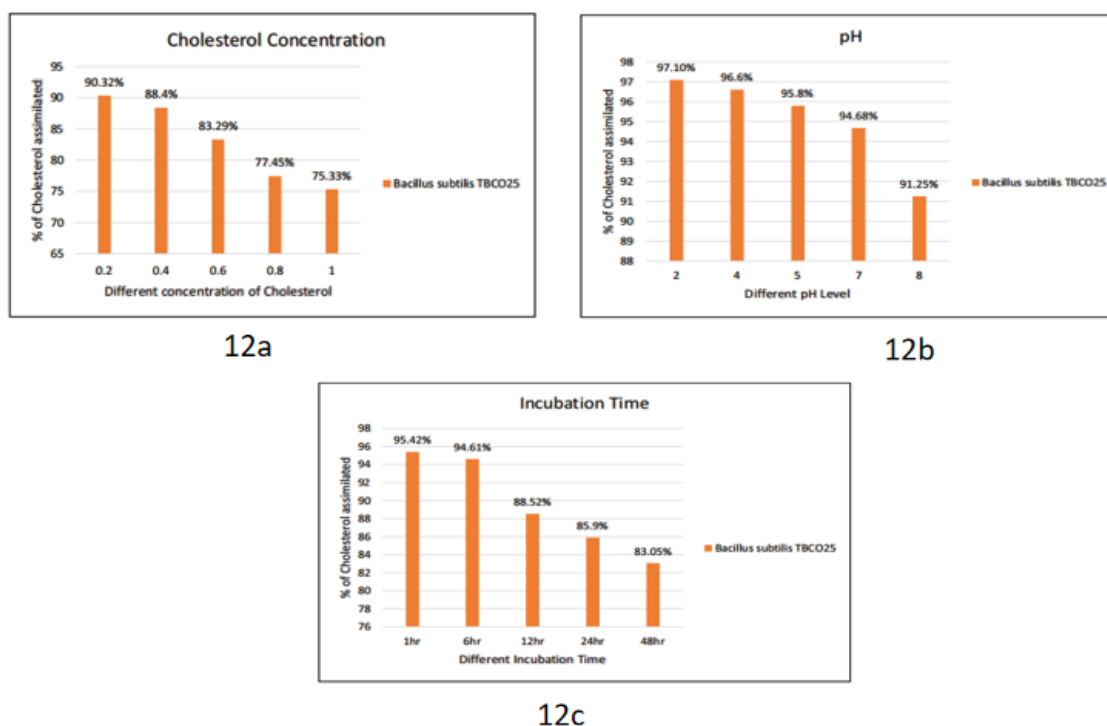 Cholesterol Concentration
% of Cholesterol assimilated
95
90
85
80
75
70
65
90.32%
88.4%
83.29%
77.45%
75.33%
0.2 0.4 0.6 0.8 1
Different concentration of Cholesterol
Bacillus subtilis TBCO25
12a
pH
% of Cholesterol assimilated
98
97
96
95
94
93
92
91
90
89
88
97.10%
96.6%
95.8%
94.68%
91.25%
2 4 5 7 8
Different pH Level
Bacillus subtilis TBCO25
12b
Incubation Time
% of Cholesterol assimilated
98
96
94
92
90
88
86
84
82
80
78
76
95.42%
94.61%
88.52%
85.9%
83.05%
1hr 6hr 12hr 24hr 48hr
Different Incubation Time
Bacillus subtilis TBCO25
12c